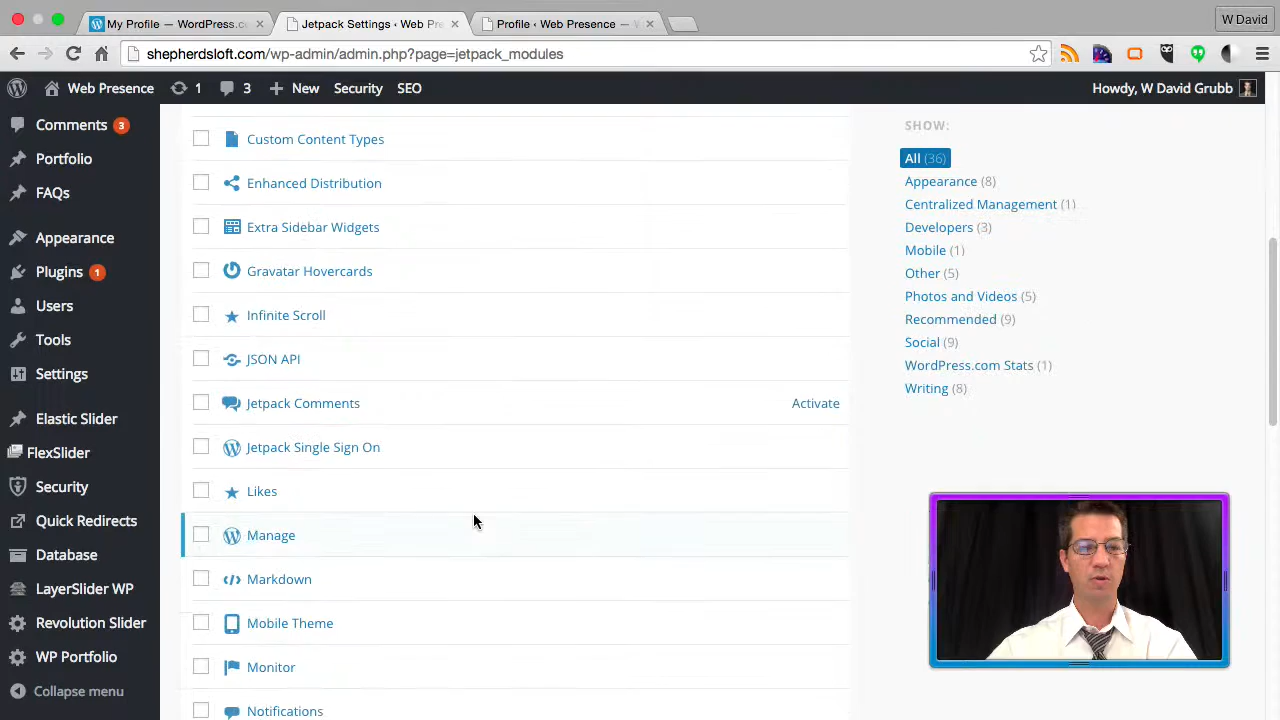 My Profile — WordPress.c
Jetpack Settings ‹ Web Pre
Profile ‹ Web Presence — W
W David
shepherdsloft.com/wp-admin/admin.php?page=jetpack_modules
Web Presence
1
3
New
Security
SEO
Howdy, W David Grubb
Comments 3
Portfolio
FAQs
Appearance
Plugins 1
Users
Tools
Settings
Elastic Slider
FlexSlider
Security
Quick Redirects
Database
LayerSlider WP
Revolution Slider
WP Portfolio
Collapse menu
Custom Content Types
Enhanced Distribution
Extra Sidebar Widgets
Gravatar Hovercards
Infinite Scroll
JSON API
Jetpack Comments Activate
Jetpack Single Sign On
Likes
Manage
Markdown
Mobile Theme
Monitor
Notifications
SHOW:
All (36)
Appearance (8)
Centralized Management (1)
Developers (3)
Mobile (1)
Other (5)
Photos and Videos (5)
Recommended (9)
Social (9)
WordPress.com Stats (1)
Writing (8)